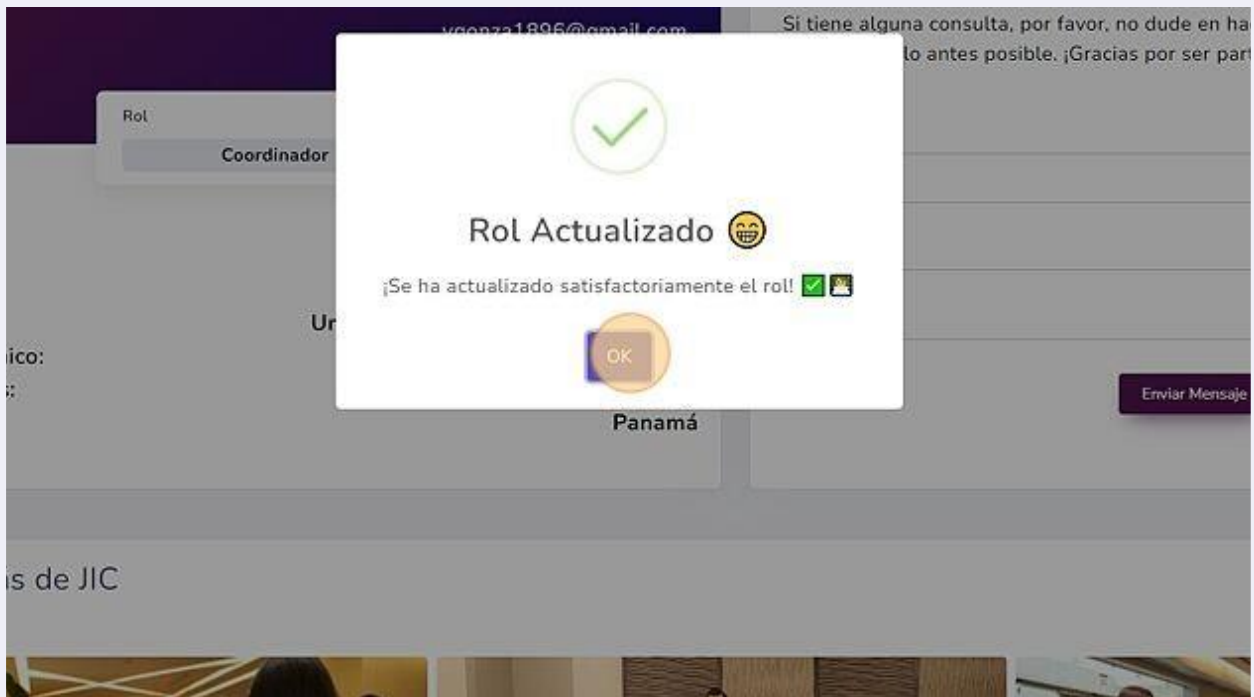 ygonza1896@gmail.com
Si tiene alguna consulta, por favor, no dude en ha
lo antes posible. ¡Gracias por ser part
Rol
Coordinador
Rol Actualizado 😁
¡Se ha actualizado satisfactoriamente el rol! ✅
OK
Ur
ico:
s:
Panamá
Enviar Mensaje
as de JIC